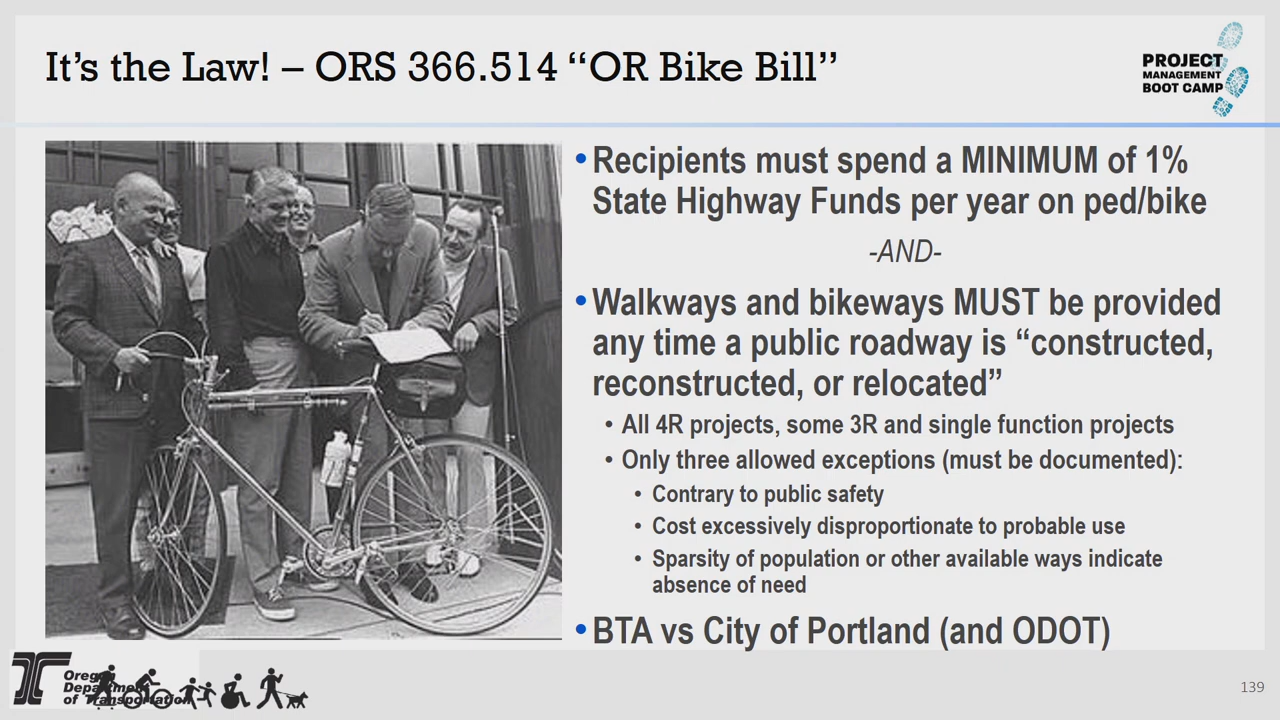 It's the Law! – ORS 366.514 “OR Bike Bill”
PROJECT
MANAGEMENT
BOOT CAMP
• Recipients must spend a MINIMUM of 1%
State Highway Funds per year on ped/bike
-AND-
• Walkways and bikeways MUST be provided
any time a public roadway is “constructed,
reconstructed, or relocated”
• All 4R projects, some 3R and single function projects
• Only three allowed exceptions (must be documented):
• Contrary to public safety
• Cost excessively disproportionate to probable use
• Sparsity of population or other available ways indicate
absence of need
• BTA vs City of Portland (and ODOT)
Oregon
Department
of Transportation
139